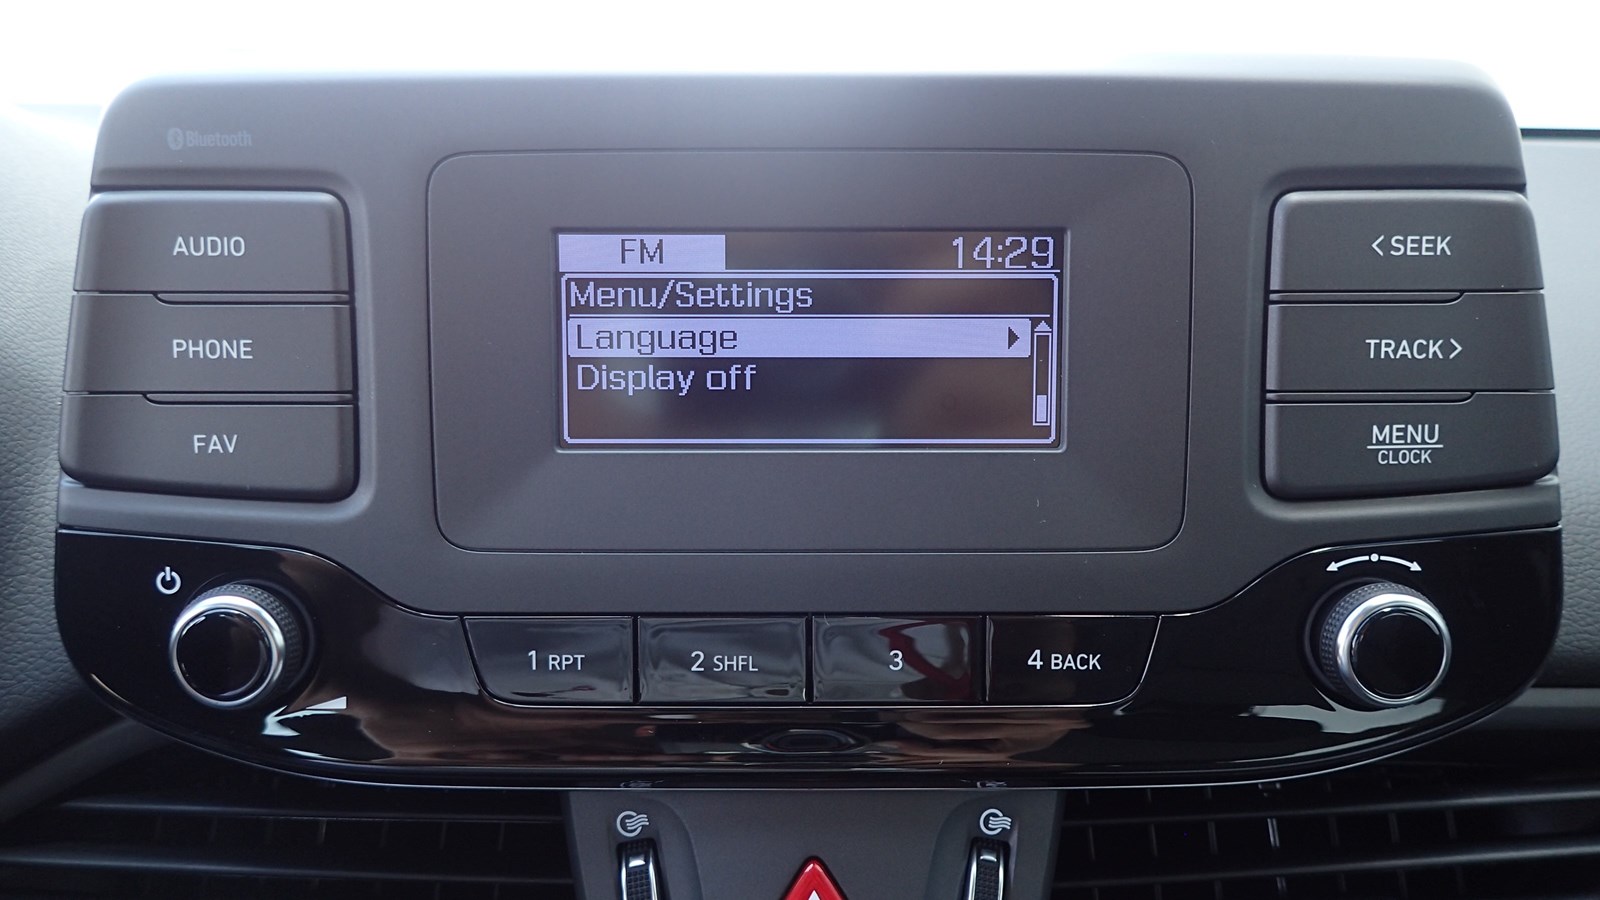 Bluetooth
AUDIO
PHONE
FAV
FM 14:29
Menu/Settings
Language
Display off
< SEEK
TRACK >
MENU
CLOCK
1 RPT
2 SHFL
3
4 BACK